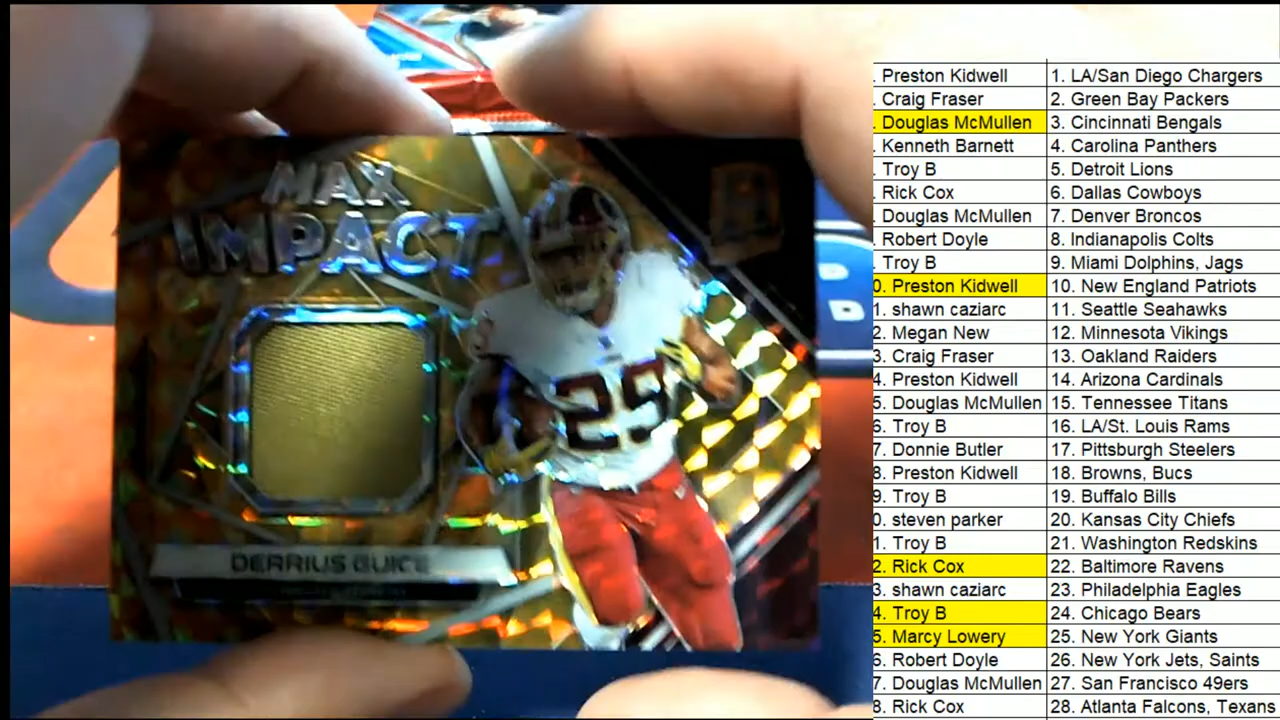 MAX
IMPACT
29
DERRIUS GUICE
. Preston Kidwell 1. LA/San Diego Chargers
. Craig Fraser 2. Green Bay Packers
. Douglas McMullen 3. Cincinnati Bengals
. Kenneth Barnett 4. Carolina Panthers
. Troy B 5. Detroit Lions
. Rick Cox 6. Dallas Cowboys
. Douglas McMullen 7. Denver Broncos
. Robert Doyle 8. Indianapolis Colts
. Troy B 9. Miami Dolphins, Jags
0. Preston Kidwell 10. New England Patriots
1. shawn caziarc 11. Seattle Seahawks
2. Megan New 12. Minnesota Vikings
3. Craig Fraser 13. Oakland Raiders
4. Preston Kidwell 14. Arizona Cardinals
5. Douglas McMullen 15. Tennessee Titans
6. Troy B 16. LA/St. Louis Rams
7. Donnie Butler 17. Pittsburgh Steelers
8. Preston Kidwell 18. Browns, Bucs
9. Troy B 19. Buffalo Bills
0. steven parker 20. Kansas City Chiefs
1. Troy B 21. Washington Redskins
2. Rick Cox 22. Baltimore Ravens
3. shawn caziarc 23. Philadelphia Eagles
4. Troy B 24. Chicago Bears
5. Marcy Lowery 25. New York Giants
6. Robert Doyle 26. New York Jets, Saints
7. Douglas McMullen 27. San Francisco 49ers
8. Rick Cox 28. Atlanta Falcons, Texans